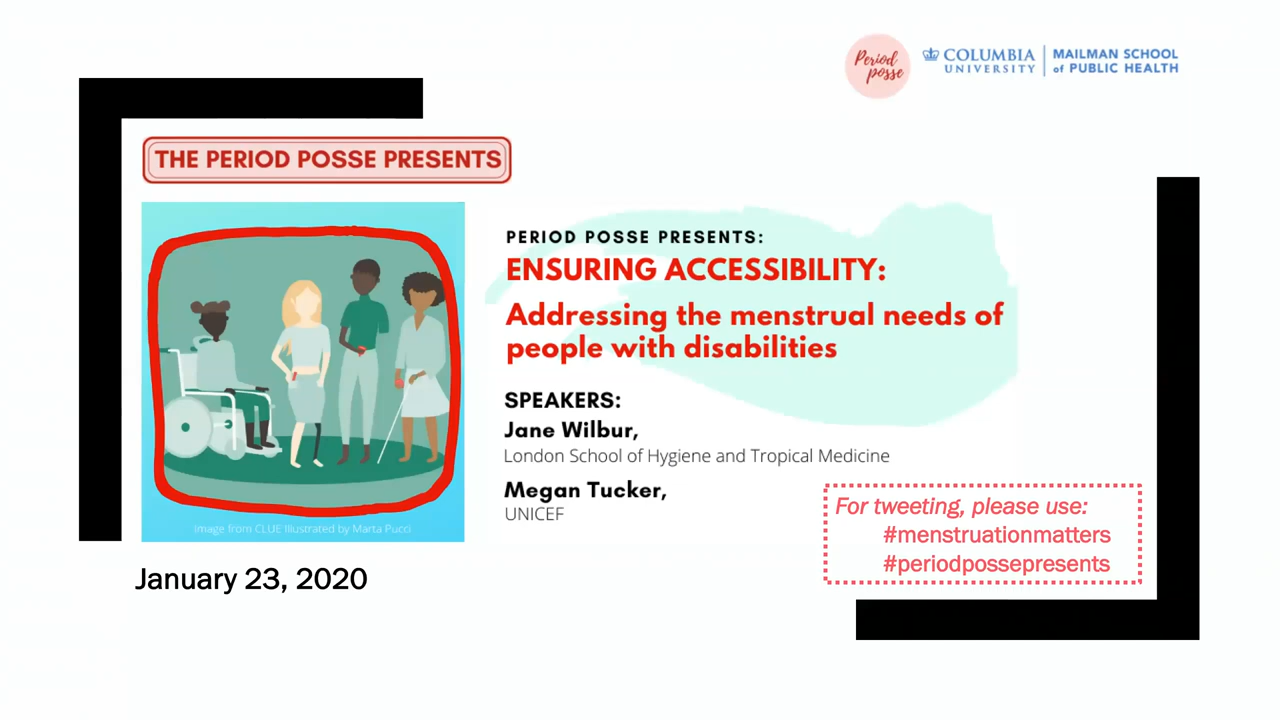 Period
posse
COLUMBIA
UNIVERSITY
MAILMAN SCHOOL
of PUBLIC HEALTH
THE PERIOD POSSE PRESENTS
PERIOD POSSE PRESENTS:
ENSURING ACCESSIBILITY:
Addressing the menstrual needs of
people with disabilities
SPEAKERS:
Jane Wilbur,
London School of Hygiene and Tropical Medicine
Megan Tucker,
UNICEF
Image from CLUE Illustrated by Marta Pucci
For tweeting, please use:
#menstruationmatters
#periodpossepresents
January 23, 2020